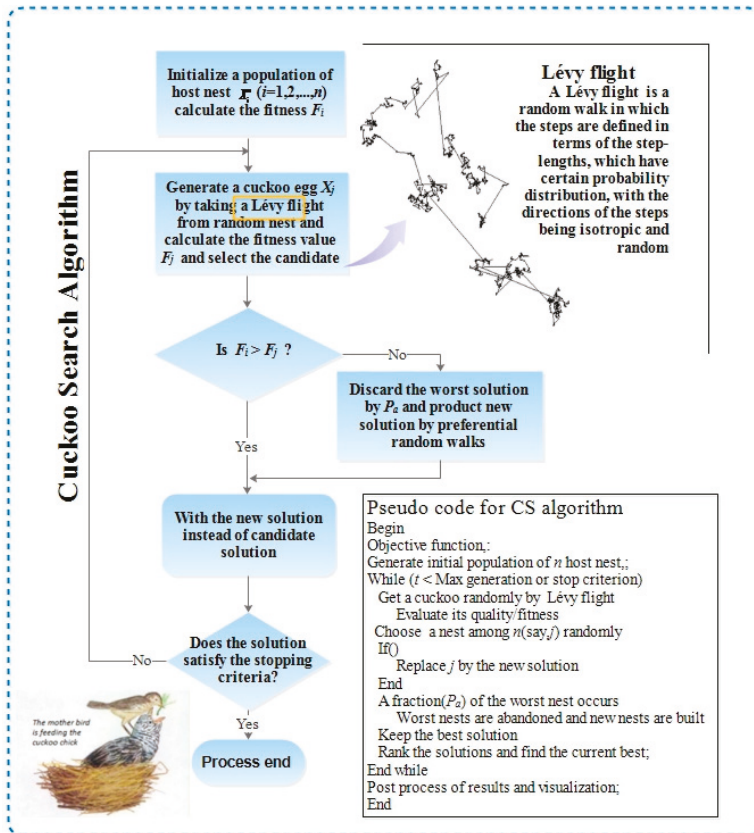 Cuckoo Search Algorithm
Initialize a population of
host nest (i=1,2,...,n)
calculate the fitness Fi
Generate a cuckoo egg Xj
by taking a Lévy flight
from random nest and
calculate the fitness value
Fj and select the candidate
Lévy flight
A Lévy flight is a
random walk in which
the steps are defined in
terms of the step-
lengths, which have
certain probability
distribution, with the
directions of the steps
being isotropic and
random
Is Fi > Fj ?
No
Discard the worst solution
by Pa and product new
solution by preferential
random walks
Yes
With the new solution
instead of candidate
solution
Does the solution
satisfy the stopping
criteria?
No
Yes
Process end
The mother bird
is feeding the
cuckoo chick
Pseudo code for CS algorithm
Begin
Objective function,:
Generate initial population of n host nest,;
While (t < Max generation or stop criterion)
Get a cuckoo randomly by Lévy flight
Evaluate its quality/fitness
Choose a nest among n(say,j) randomly
If()
Replace j by the new solution
End
A fraction(Pa) of the worst nest occurs
Worst nests are abandoned and new nests are built
Keep the best solution
Rank the solutions and find the current best;
End while
Post process of results and visualization;
End